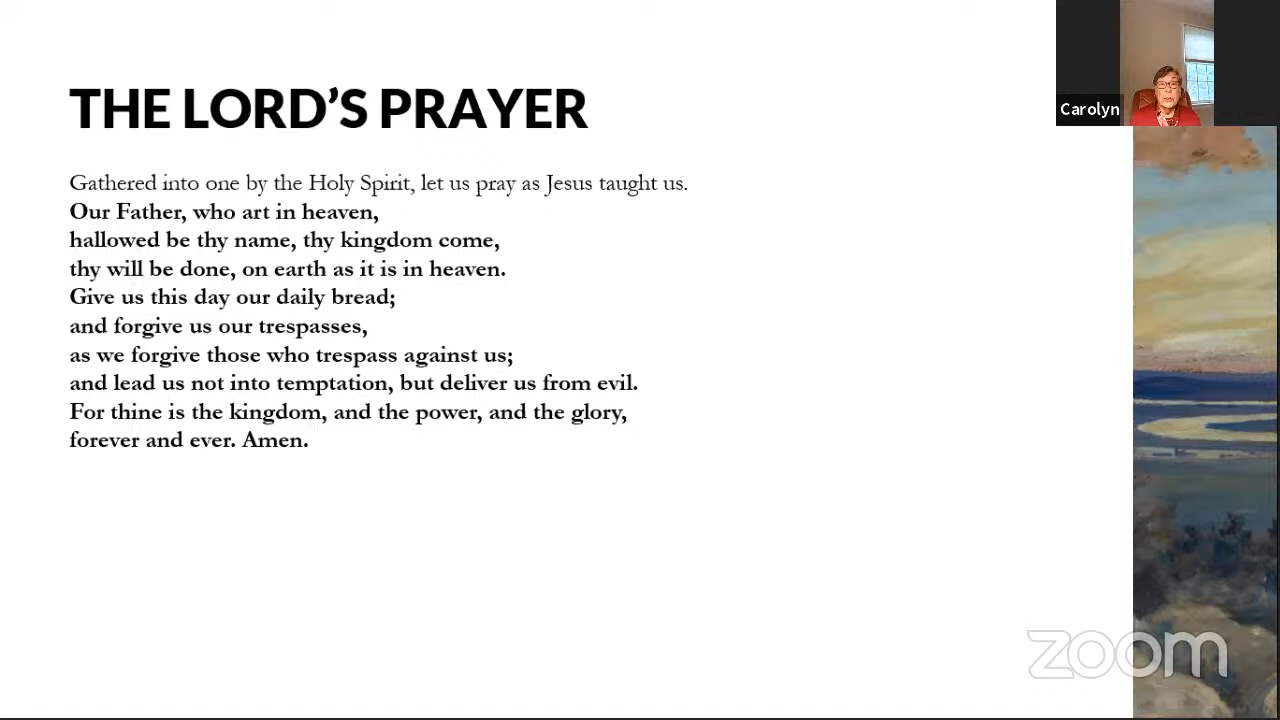 THE LORD’S PRAYER
Carolyn
Gathered into one by the Holy Spirit, let us pray as Jesus taught us.
Our Father, who art in heaven,
hallowed be thy name, thy kingdom come,
thy will be done, on earth as it is in heaven.
Give us this day our daily bread;
and forgive us our trespasses,
as we forgive those who trespass against us;
and lead us not into temptation, but deliver us from evil.
For thine is the kingdom, and the power, and the glory,
forever and ever. Amen.
zoom